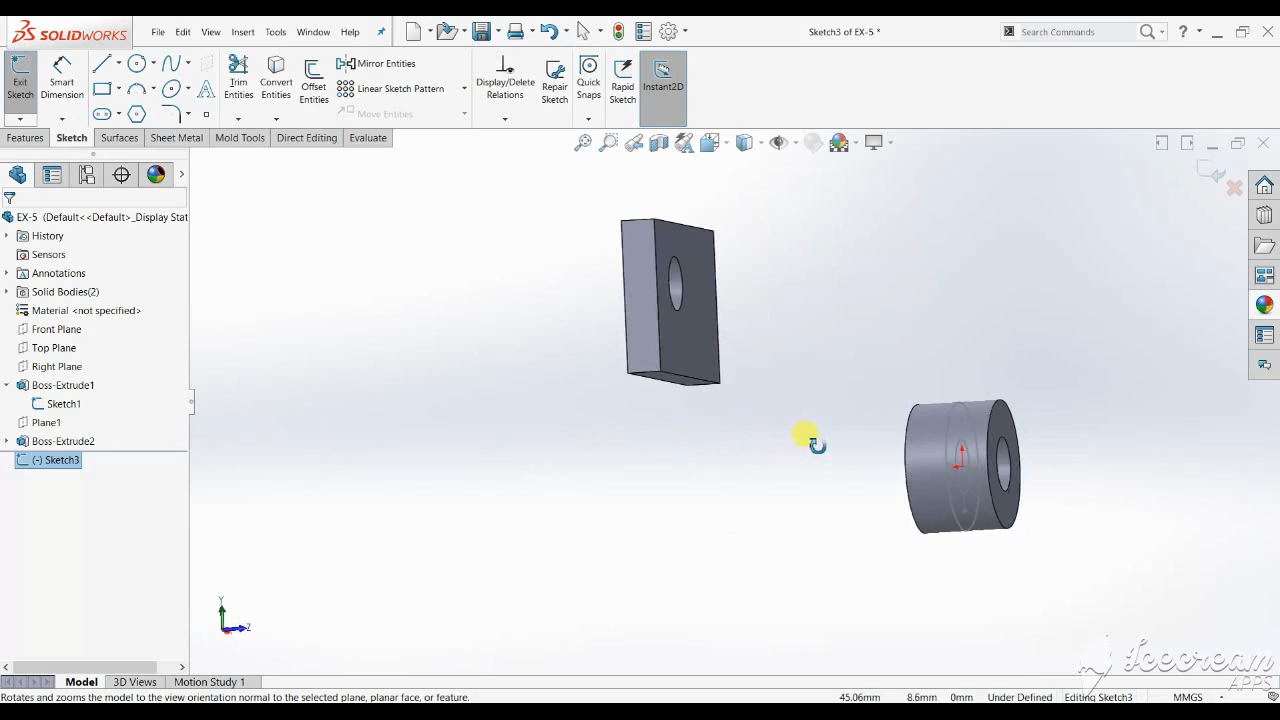 SOLIDWORKS File Edit View Insert Tools Window Help Sketch3 of EX-5 * Search Commands ?
Exit Sketch
Smart Dimension
Trim Entities
Convert Entities
Offset Entities
Mirror Entities
Linear Sketch Pattern
Move Entities
Display/Delete Relations
Repair Sketch
Quick Snaps
Rapid Sketch
Instant2D
Features Sketch Surfaces Sheet Metal Mold Tools Direct Editing Evaluate
EX-5 (Default<<Default>_Display Stat
History
Sensors
Annotations
Solid Bodies(2)
Material <not specified>
Front Plane
Top Plane
Right Plane
Boss-Extrude1
Sketch1
Plane1
Boss-Extrude2
(-) Sketch3
Y
Z
Icecream
APPS
Model 3D Views Motion Study 1
Rotates and zooms the model to the view orientation normal to the selected plane, planar face, or feature. 45.06mm 8.6mm 0mm Under Defined Editing Sketch3 MMGS